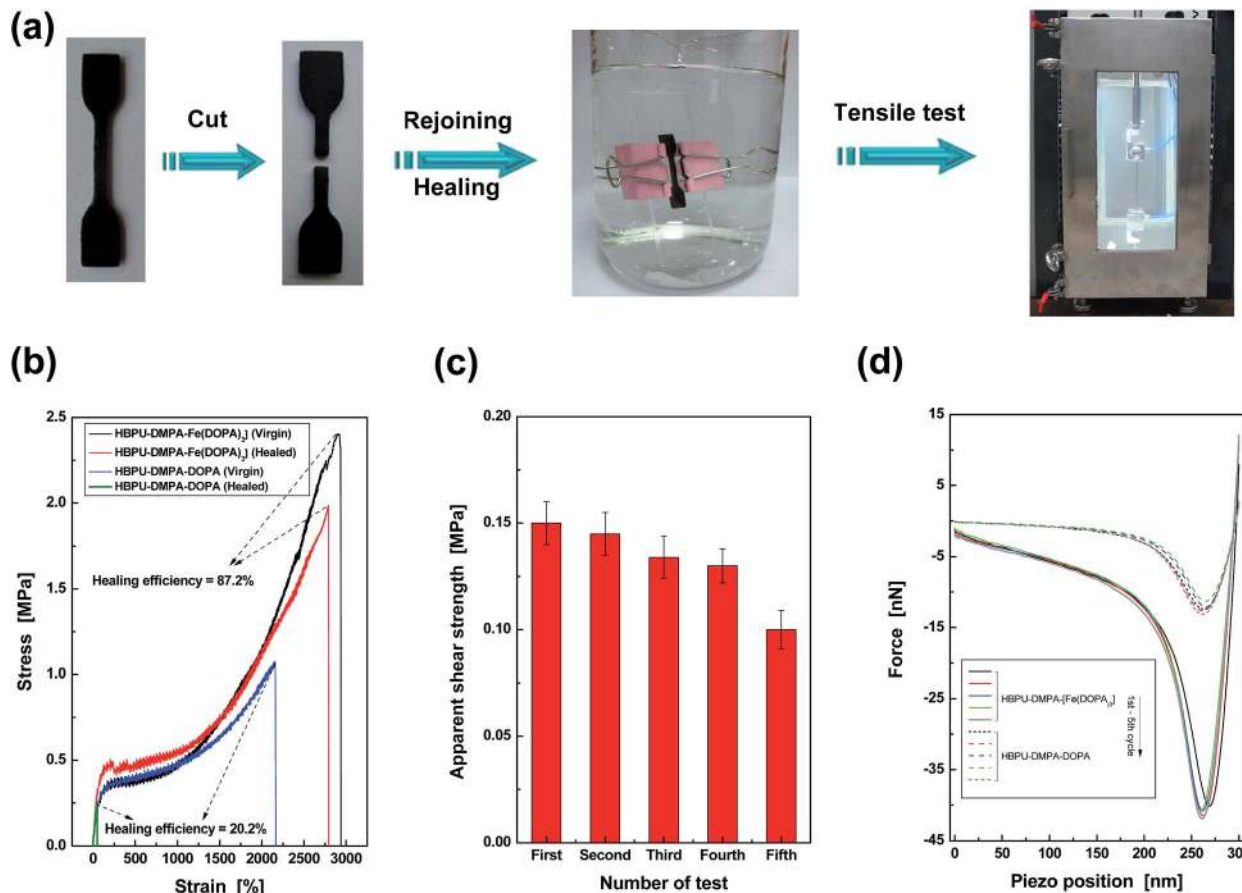 (a)
Cut
Rejoining
Healing
Tensile test
(b)
Stress [MPa]
2.5
2.0
1.5
1.0
0.5
0.0
HBPU-DMPA-Fe(DOPA)₂] (Virgin)
HBPU-DMPA-Fe(DOPA)₃] (Healed)
HBPU-DMPA-DOPA (Virgin)
HBPU-DMPA-DOPA (Healed)
Healing efficiency = 87.2%
Healing efficiency = 20.2%
0 500 1000 1500 2000 2500 3000
Strain [%]
(c)
Apparent shear strength [MPa]
0.20
0.15
0.10
0.05
0.00
First Second Third Fourth Fifth
Number of test
(d)
Force [nN]
15
5
-5
-15
-25
-35
-45
HBPU-DMPA-[Fe(DOPA)₃]
HBPU-DMPA-DOPA
1st - 5th cycle
0 50 100 150 200 250 300
Piezo position [nm]